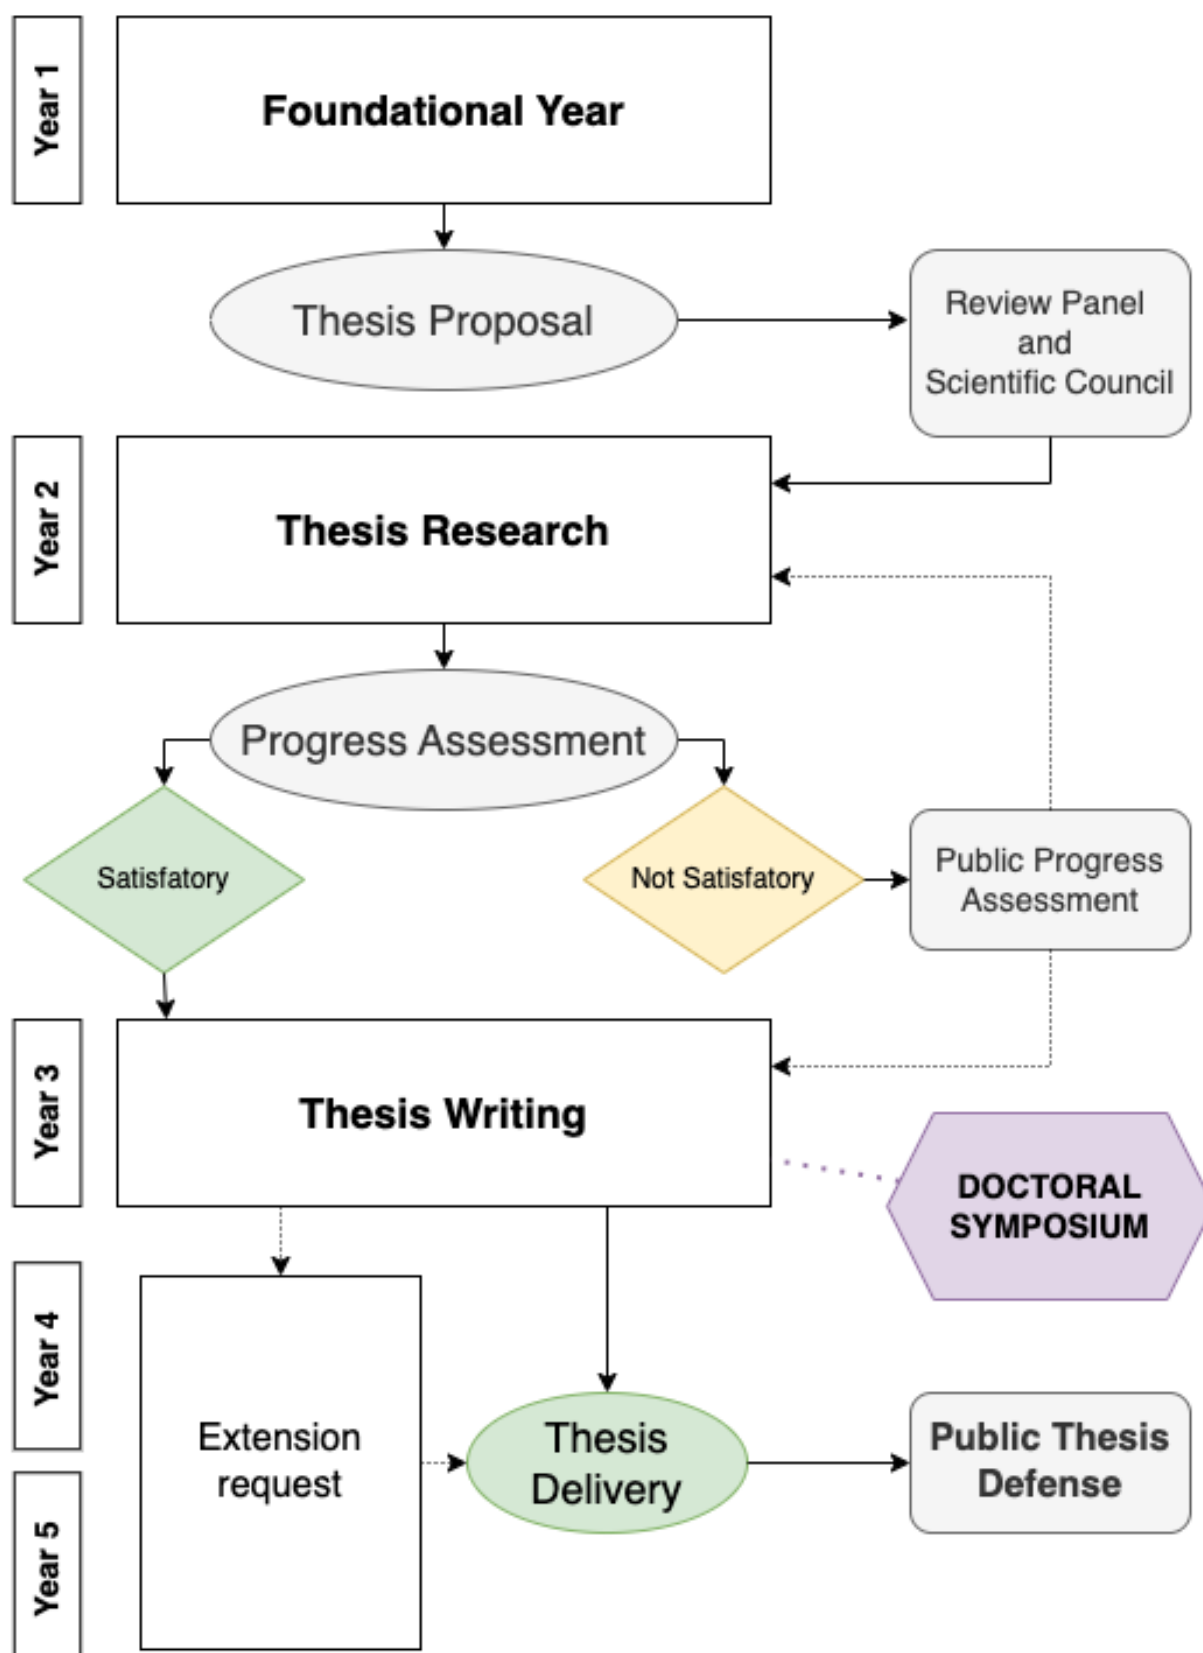 Year 1
Foundational Year
Thesis Proposal
Review Panel
and
Scientific Council
Year 2
Thesis Research
Progress Assessment
Satisfatory
Not Satisfatory
Public Progress
Assessment
Year 3
Thesis Writing
DOCTORAL
SYMPOSIUM
Year 4
Extension
request
Thesis
Delivery
Public Thesis
Defense
Year 5